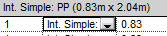 Int. Simple: PP (0.83m x 2.04m)
1 Int. Simple: 0.83